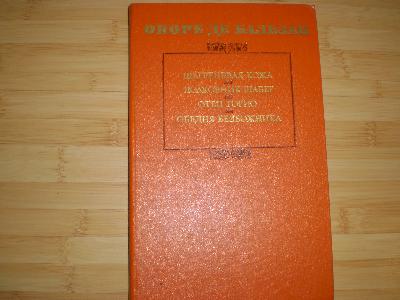 ОНОРЕ ДЕ БАЛЬЗАК
ШАГРЕНЕВАЯ КОЖА
ПОЛКОВНИК ШАБЕР
ОТЕЦ ГОРИО
ОБЕДНЯ БЕЗБОЖНИКА